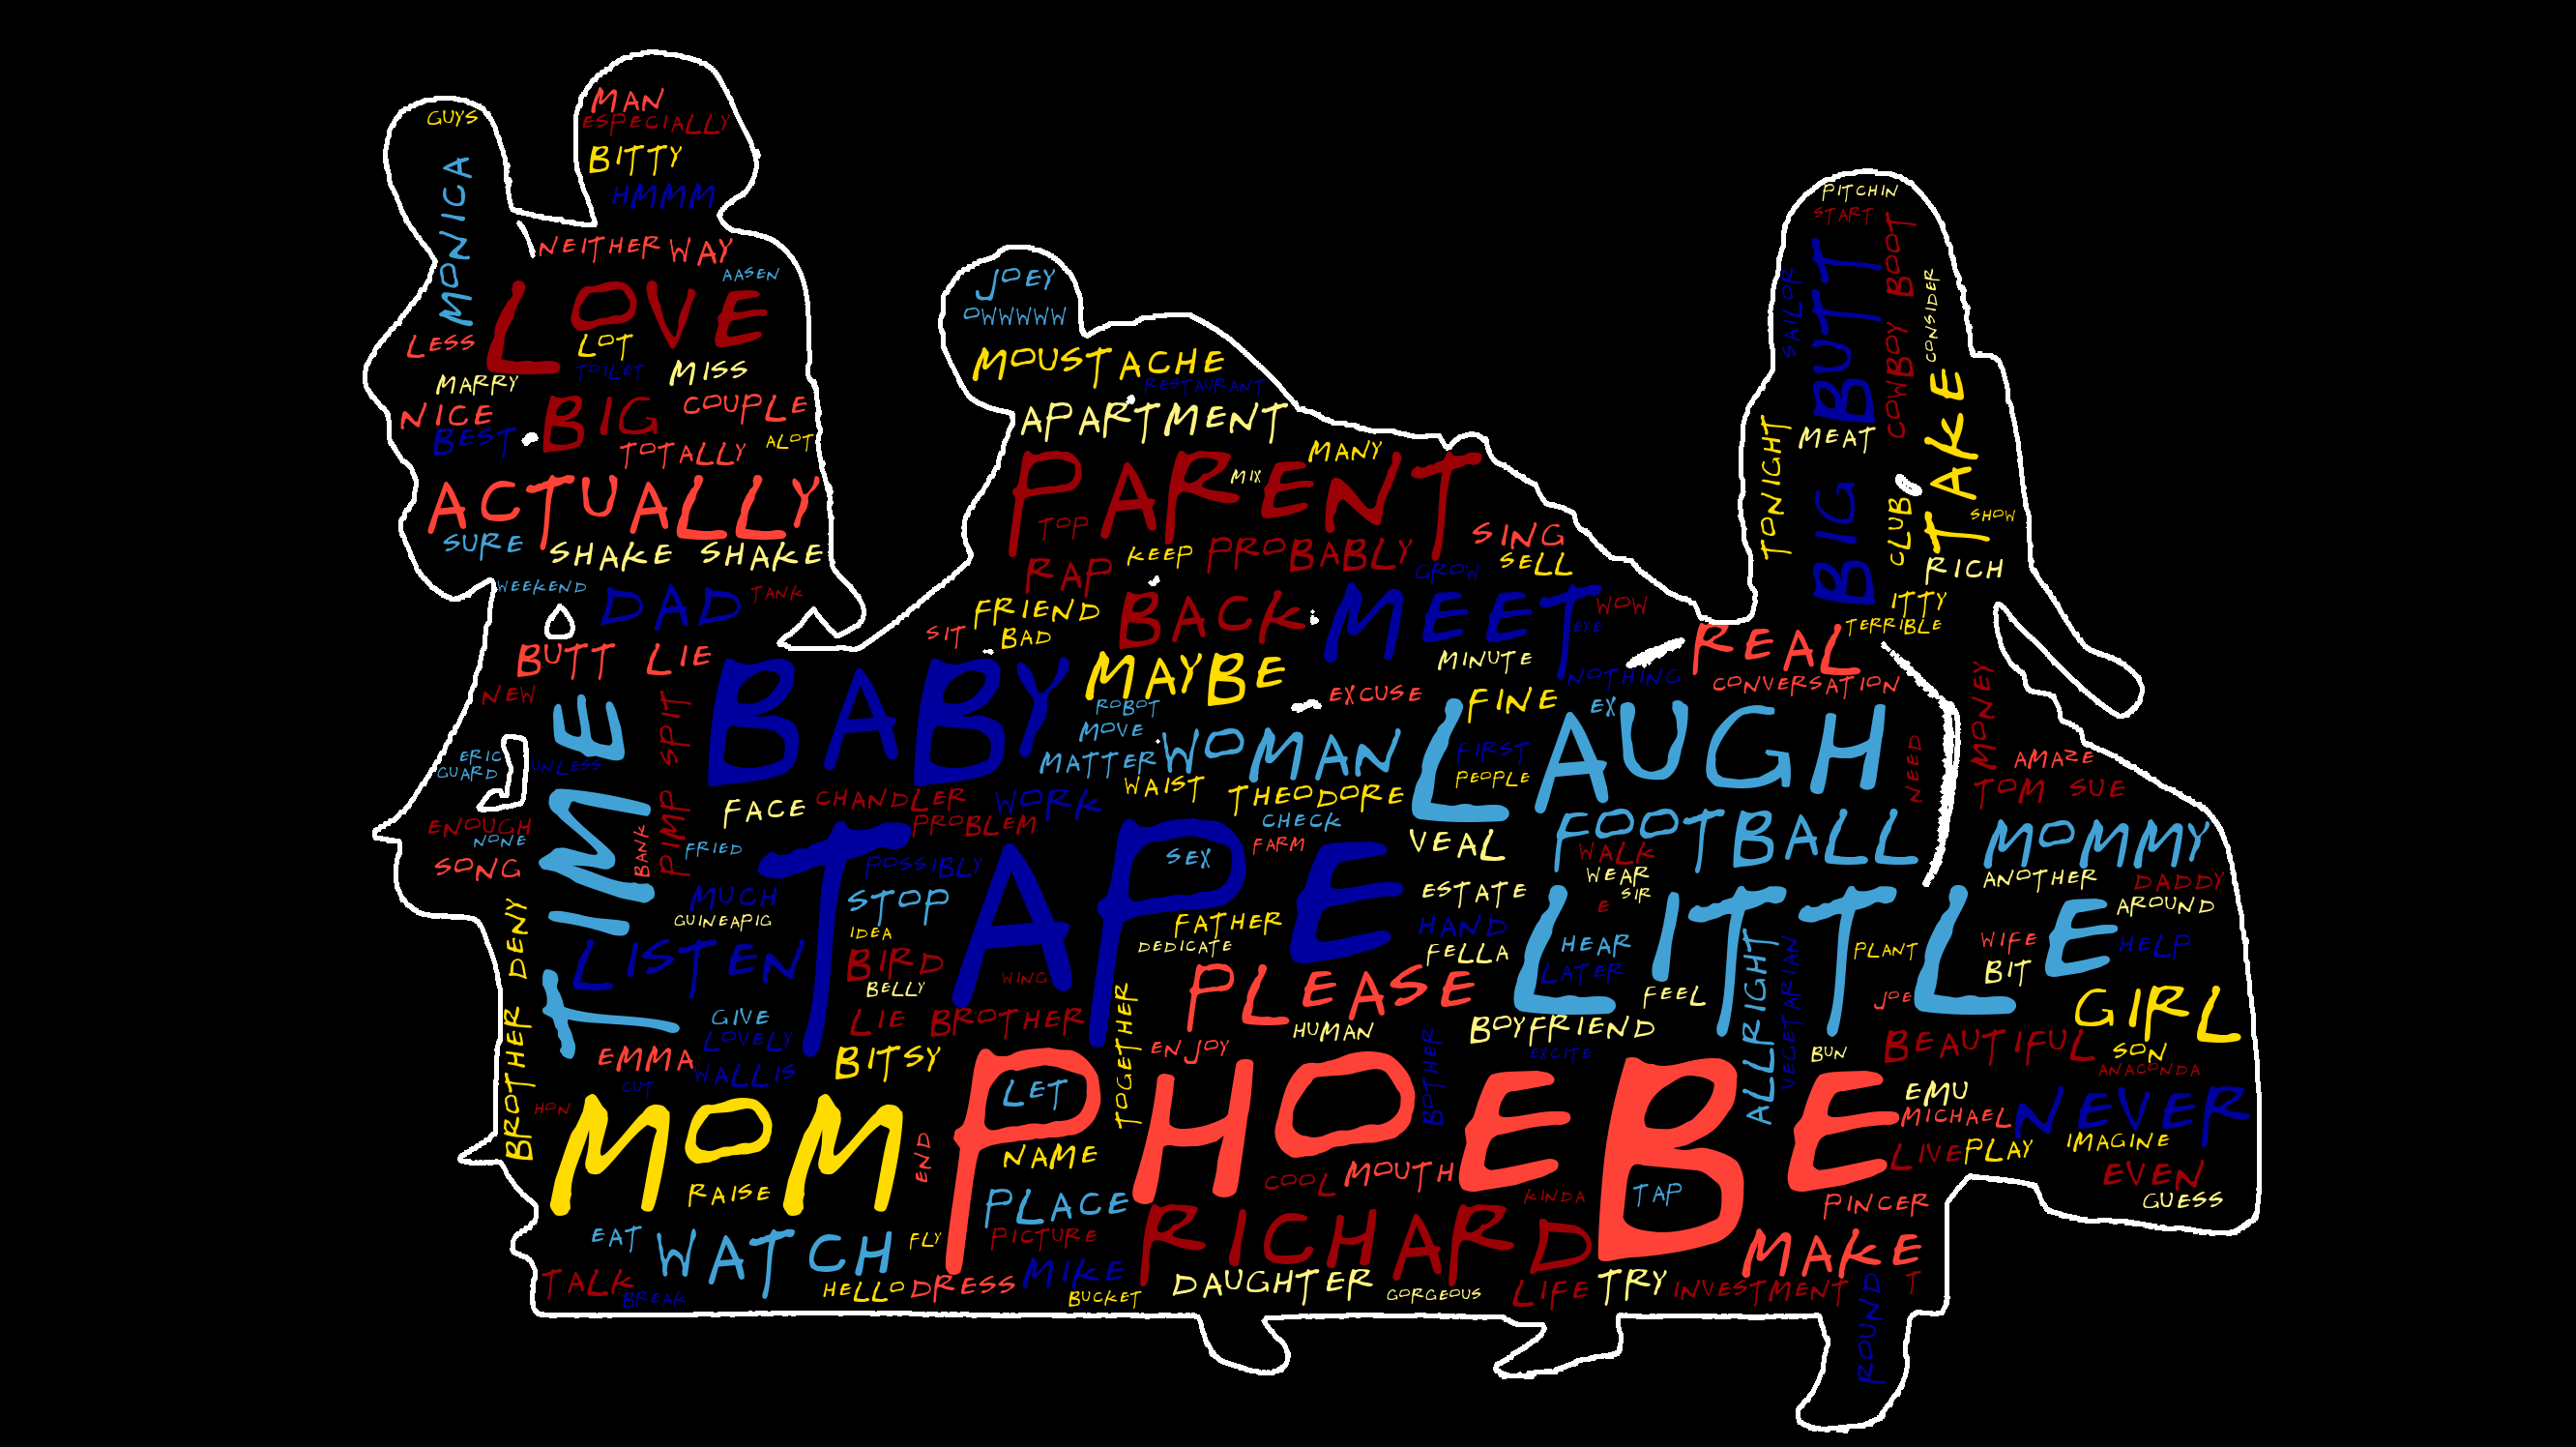 GUYS
MONICA
MAN
ESPECIALLY
BITTY
HMMM
NEITHER WAY
AASEN
LOVE
LESS
LOT
TOILET
MISS
MARRY
NICE
BIG
COUPLE
BEST
TOTALLY
ALOT
ACTUALLY
SURE
SHAKE SHAKE
WEEKEND
DAD
TANK
BUTT
LIE
NEW
JOEY
OWWWWW
MOUSTACHE
RESTAURANT
APARTMENT
MANY
PARENT
MIX
TOP
SING
RAP
KEEP
PROBABLY
GROW
SELL
FRIEND
BACK
MEET
WOW
EYE
SIT
BAD
MINUTE
NOTHING
PITCHIN
START
BIG BUTT
COWBOY BOOT
SAILOR
CONSIDER
TAKE
TONIGHT
MEAT
CLUB
SHOW
RICH
ITTY
TERRIBLE
REAL
CONVERSATION
MONEY
BABY
MAYBE
ROBOT
EXCUSE
FINE
EX
LAUGH
MOVE
MATTER
WOMAN
FIRST
PEOPLE
NEED
AMAZE
TOM SUE
ERIC
GUARD
UNLESS
TIME
PIMP SPIT
BANK
FACE
CHANDLER
WORK
WAIST
THEODORE
PROBLEM
CHECK
FARM
VEAL
FOOTBALL
WALK
MOMMY
ENOUGH
NONE
SONG
FRIED
POSSIBLY
TAPE
SEX
WEAR
SIR
E
ANOTHER
DADDY
MUCH
GUINEAPIG
STOP
IDEA
FATHER
DEDICATE
ESTATE
HAND
FELLA
LITTLE
HEAR
LATER
PLANT
WIFE
BIT
AROUND
HELP
BROTHER DENY
LISTEN
BIRD
BELLY
WING
PLEASE
FEEL
ALLRIGHT
VEGETARIAN
JOE
GIRL
GIVE
LOVELY
LIE BROTHER
TOGETHER
HUMAN
BOYFRIEND
EMMA
WALLIS
BITSY
ENJOY
BOTHER
EXCITE
BUN
BEAUTIFUL
SON
ANACONDA
CUT
HON
MOM
RAISE
END
PHOEBE
LET
NAME
COOL
MOUTH
KINDA
TAP
EMU
MICHAEL
NEVER
LIVE
PLAY
IMAGINE
EVEN
GUESS
PINCER
EAT
WATCH
FLY
PLACE
PICTURE
RICHARD
MAKE
TALK
BREAK
HELLO
DRESS
MIKE
BUCKET
DAUGHTER
GORGEOUS
LIFE
TRY
INVESTMENT
T
ROUND